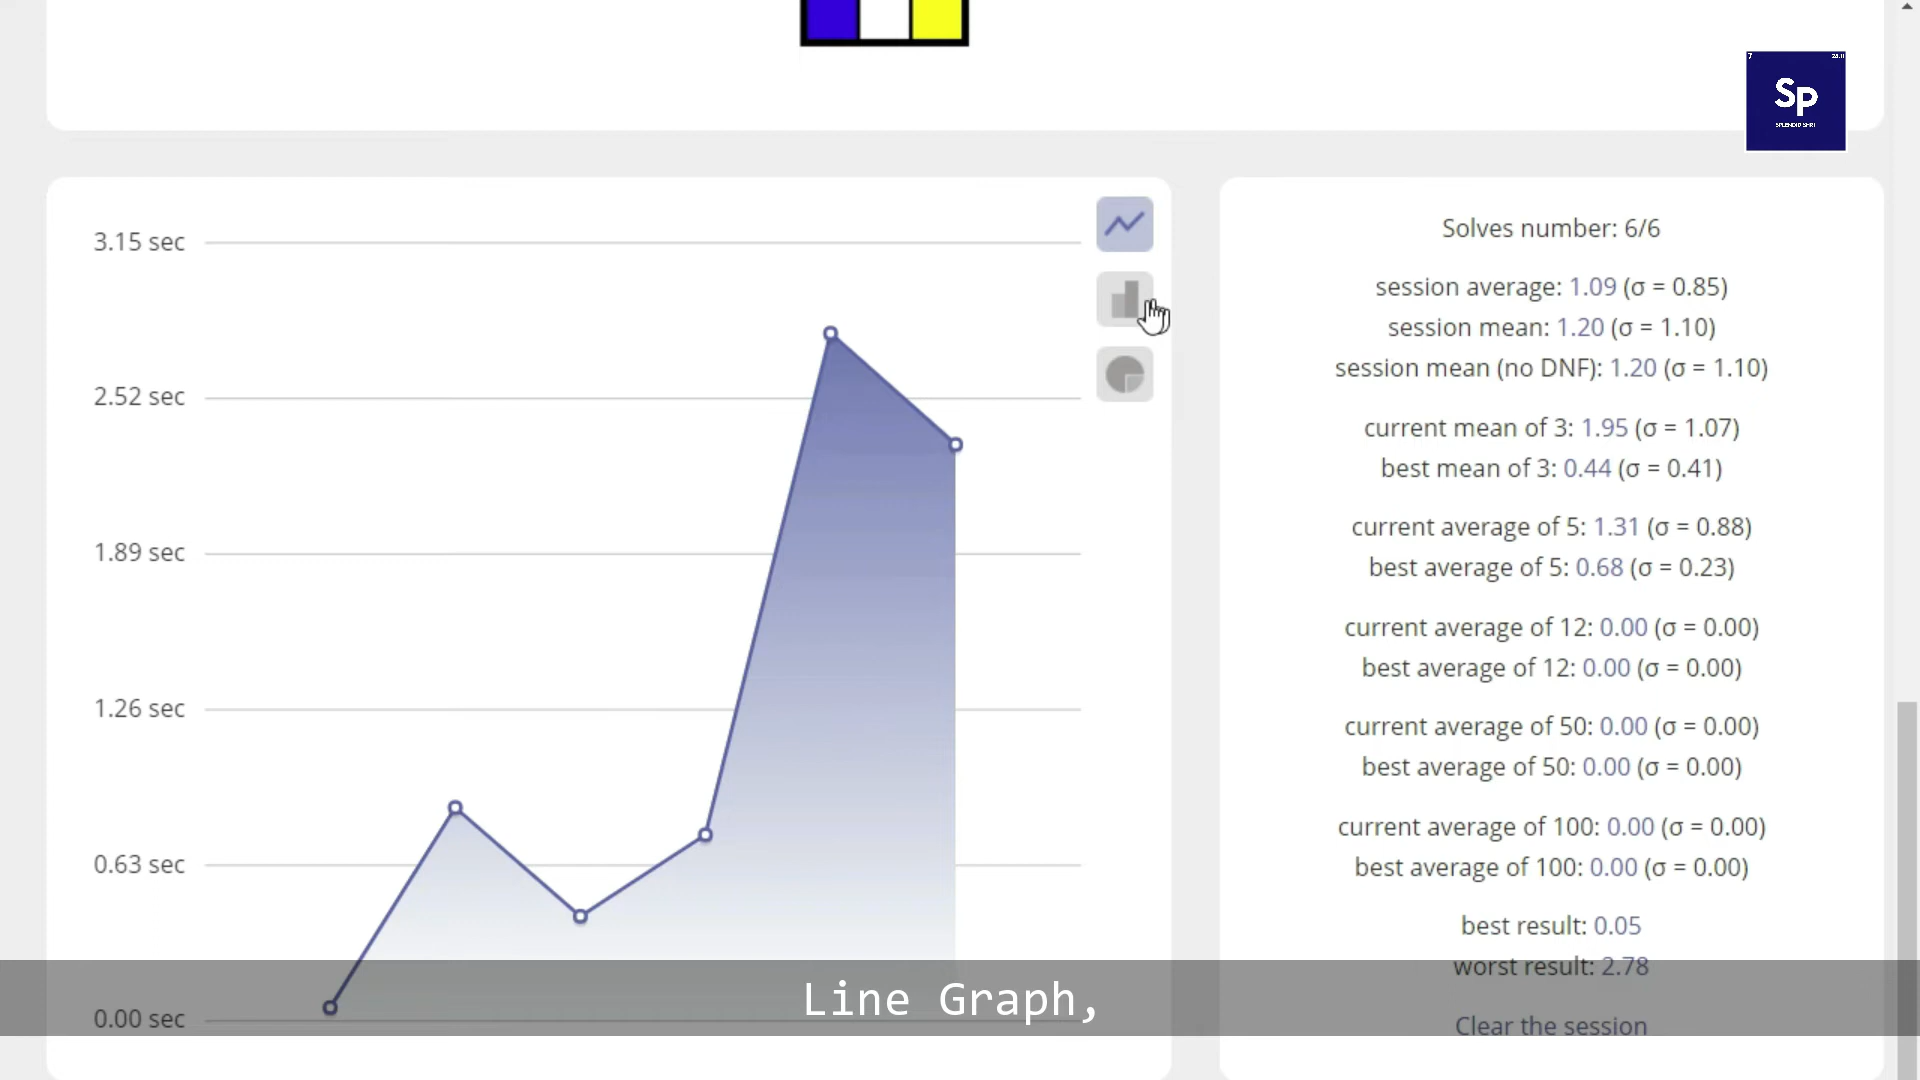 7 28.11
Sp
SPLENDID SHRI
3.15 sec
2.52 sec
1.89 sec
1.26 sec
0.63 sec
0.00 sec
Solves number: 6/6
session average: 1.09 (σ = 0.85)
session mean: 1.20 (σ = 1.10)
session mean (no DNF): 1.20 (σ = 1.10)
current mean of 3: 1.95 (σ = 1.07)
best mean of 3: 0.44 (σ = 0.41)
current average of 5: 1.31 (σ = 0.88)
best average of 5: 0.68 (σ = 0.23)
current average of 12: 0.00 (σ = 0.00)
best average of 12: 0.00 (σ = 0.00)
current average of 50: 0.00 (σ = 0.00)
best average of 50: 0.00 (σ = 0.00)
current average of 100: 0.00 (σ = 0.00)
best average of 100: 0.00 (σ = 0.00)
best result: 0.05
worst result: 2.78
Clear the session
Line Graph,